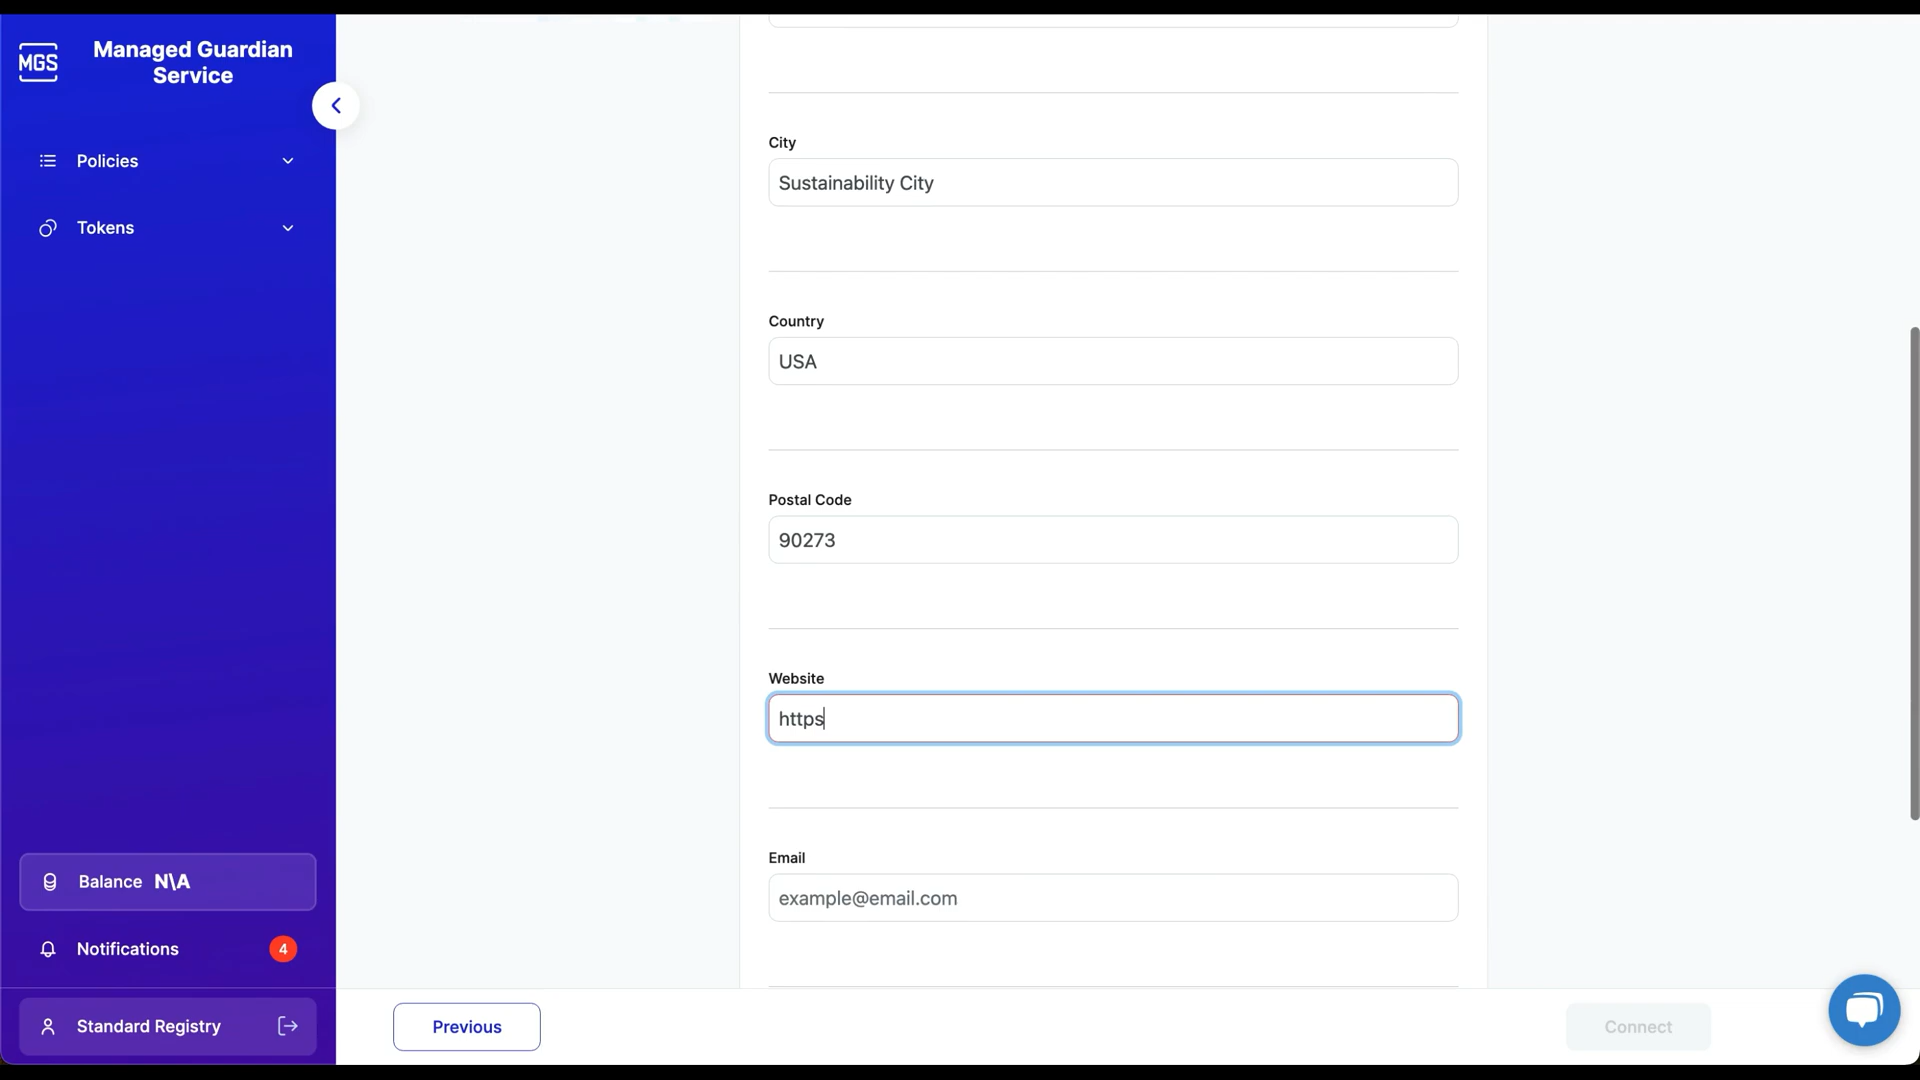 MGS
Managed Guardian
Service
Policies
Tokens
City
Sustainability City
Country
USA
Postal Code
90273
Website
https
Email
example@email.com
Balance N\A
Notifications 4
Standard Registry
Previous
Connect